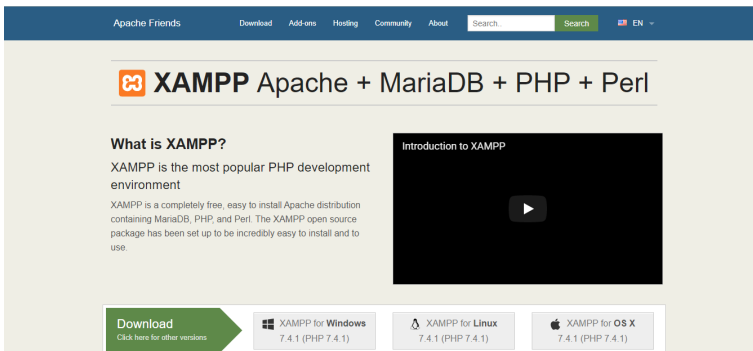 Apache Friends
Download Add-ons Hosting Community About Search.. Search EN
XAMPP Apache + MariaDB + PHP + Perl
What is XAMPP?
XAMPP is the most popular PHP development
environment
XAMPP is a completely free, easy to install Apache distribution
containing MariaDB, PHP, and Perl. The XAMPP open source
package has been set up to be incredibly easy to install and to
use.
Introduction to XAMPP
Download
Click here for other versions
XAMPP for Windows
7.4.1 (PHP 7.4.1)
XAMPP for Linux
7.4.1 (PHP 7.4.1)
XAMPP for OS X
7.4.1 (PHP 7.4.1)